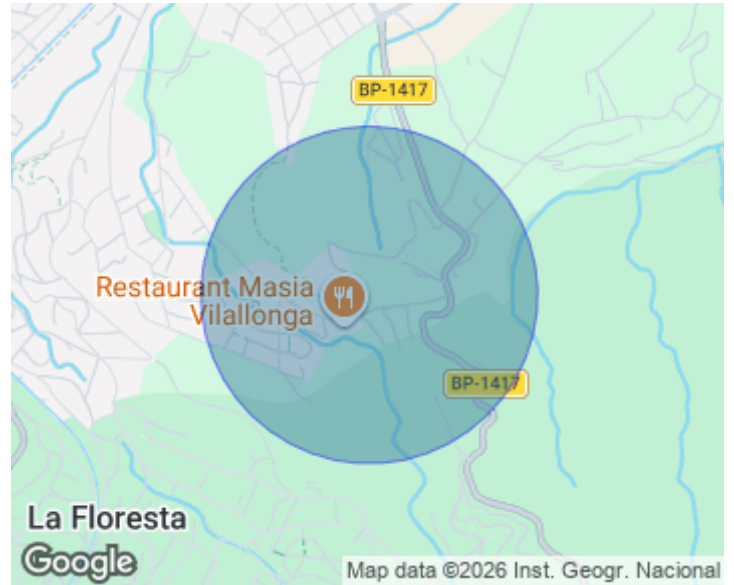 BP-1417
Restaurant Masia
Vilallonga
BP-1417
La Floresta
Google
Map data ©2026 Inst. Geogr. Nacional